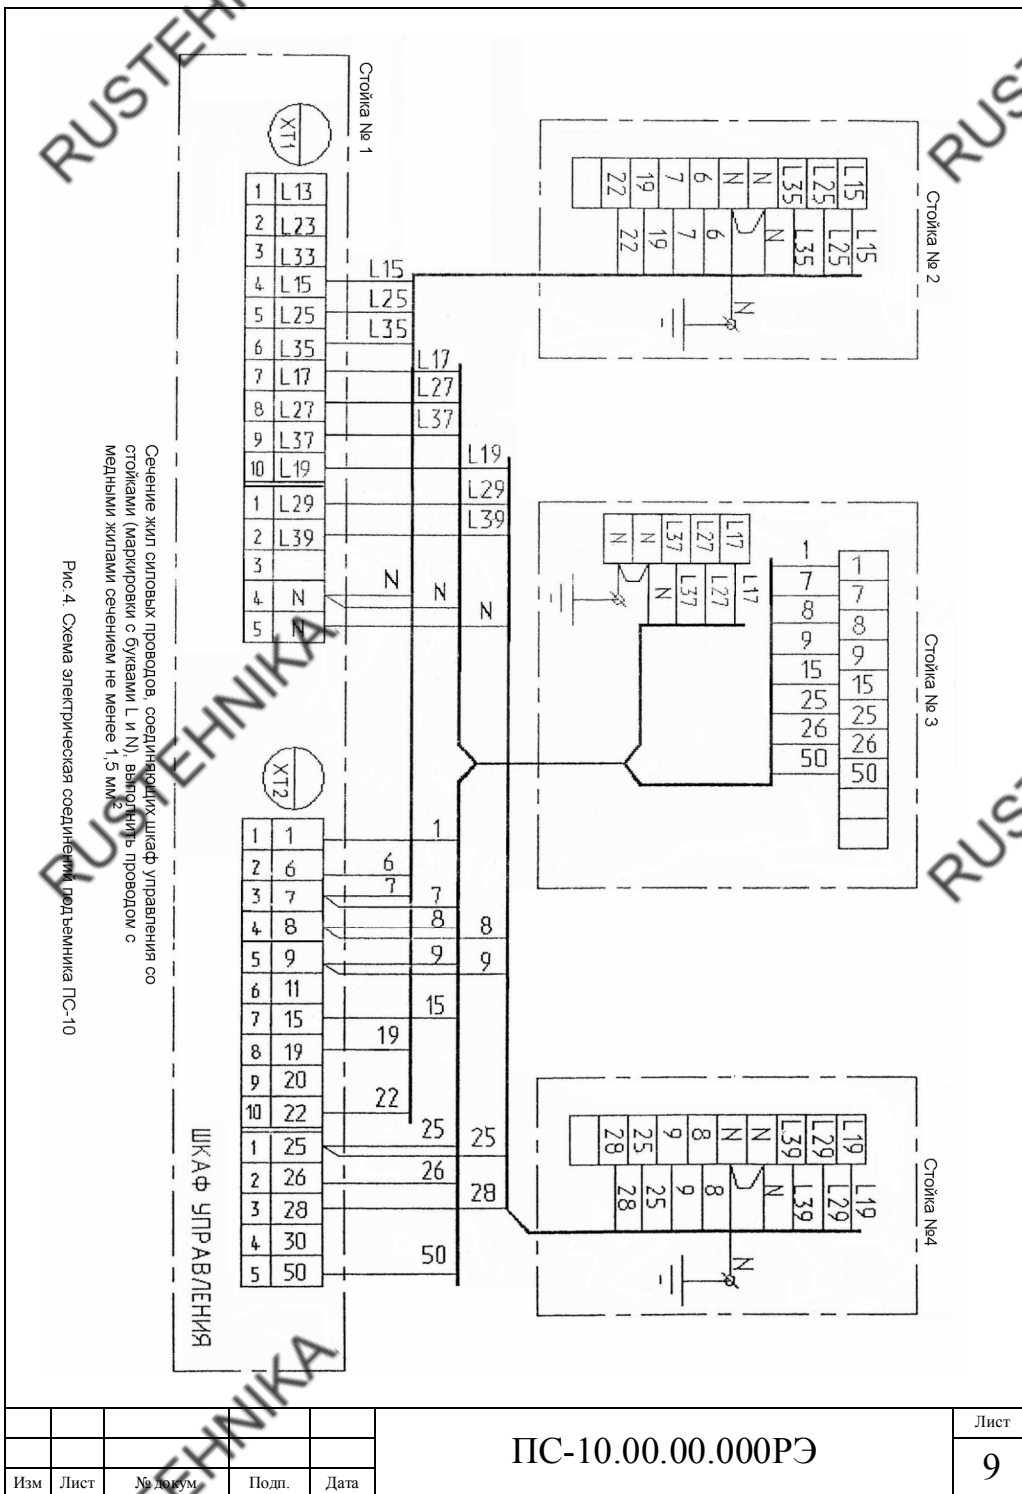 RUSTEHNIKA
RUSTEHNIKA
RUSTEHNIKA
Стойка № 1
XT1
1 L13
2 L23
3 L33
4 L15
5 L25
6 L35
7 L17
8 L27
9 L37
10 L19
1 L29
2 L39
3
4 N
5 N
L15
L25
L35
L17
L27
L37
L19
L29
L39
N
N
N
XT2
1 1
2 6
3 7
4 8
5 9
6 11
7 15
8 19
9 20
10 22
1 25
2 26
3 28
4 30
5 50
1
6
7
7
8
8
9
9
15
19
22
25
25
26
28
50
ШКАФ УПРАВЛЕНИЯ
Стойка № 2
22 19 7 6 N N L35 L25 L15
22 19 7 6 N L35 L25 L15
N
Стойка № 3
N N L37 L27 L17
N L37 L27 L17
1 1
7 7
8 8
9 9
15 15
25 25
26 26
50 50
Стойка №4
28 25 9 8 N N L39 L29 L19
28 25 9 8 N L39 L29 L19
N
Сечение жил силовых проводов, соединяющих шкаф управления со
стойками (маркировки с буквами L и N), выполнить проводом с
медными жилами сечением не менее 1,5 мм²
Рис.4. Схема электрическая соединений подъемника ПС-10
Изм Лист № докум Подп. Дата
ПС-10.00.00.000РЭ
Лист
9